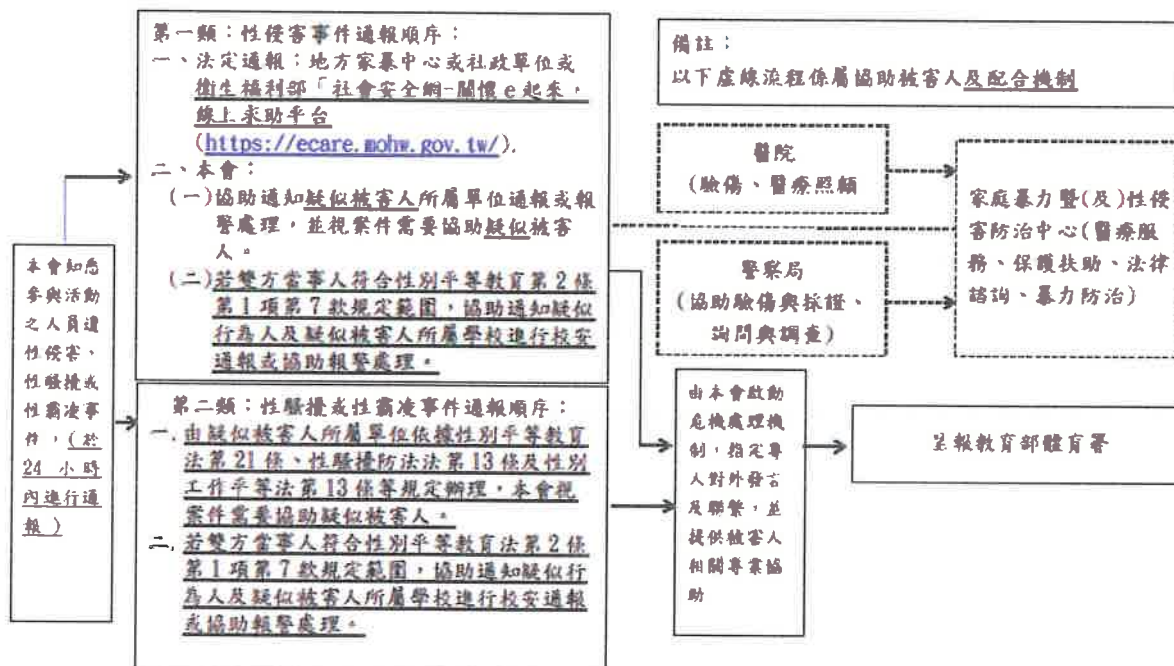 本會知悉
參與活動
之人員遭
性侵害、
性騷擾或
性霸凌事
件，(於
24 小時
內進行通
報)
第一類：性侵害事件通報順序：
一、法定通報：地方家暴中心或社政單位或
衛生福利部「社會安全網-關懷 e 起來，
線上求助平台
(https://ecare.mohw.gov.tw/).
二、本會：
(一)協助通知疑似被害人所屬單位通報或報
警處理，並視案件需要協助疑似被害
人。
(二)若雙方當事人符合性別平等教育第2條
第1項第7款規定範圍，協助通知疑似
行為人及疑似被害人所屬學校進行校安
通報或協助報警處理。
第二類：性騷擾或性霸凌事件通報順序：
一、由疑似被害人所屬單位依據性別平等教育
法第21條、性騷擾防法法第13條及性別
工作平等法第13條等規定辦理，本會視
案件需要協助疑似被害人。
二、若雙方當事人符合性別平等教育法第2條
第1項第7款規定範圍，協助通知疑似行
為人及疑似被害人所屬學校進行校安通報
或協助報警處理。
備註：
以下虛線流程係屬協助被害人及配合機制
醫院
(驗傷、醫療照顧
警察局
(協助驗傷與採證、
詢問與調查)
家庭暴力暨(及)性侵
害防治中心(醫療服
務、保護扶助、法律
諮詢、暴力防治)
由本會啟動
危機處理機
制，指定專
人對外發言
及聯繫，並
提供被害人
相關專業協
助
呈報教育部體育署